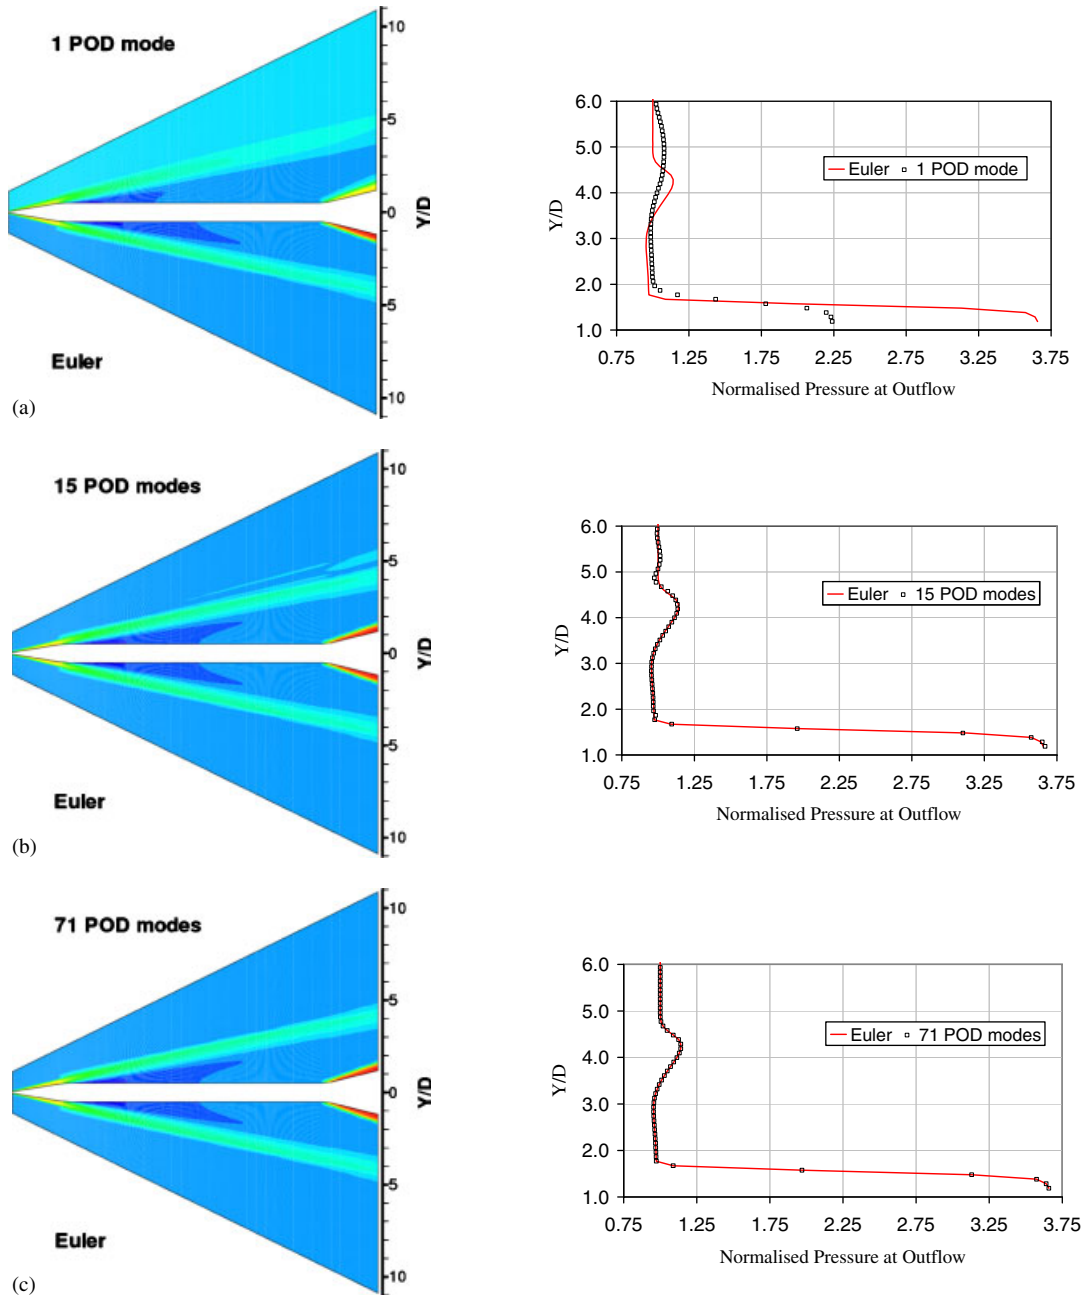 1 POD mode
10
5
0
5
10
Y/D
Euler
(a)
6.0
5.0
4.0
3.0
2.0
1.0
Y/D
Euler 1 POD mode
0.75 1.25 1.75 2.25 2.75 3.25 3.75
Normalised Pressure at Outflow
15 POD modes
10
5
0
5
10
Y/D
Euler
(b)
6.0
5.0
4.0
3.0
2.0
1.0
Y/D
Euler 15 POD modes
0.75 1.25 1.75 2.25 2.75 3.25 3.75
Normalised Pressure at Outflow
71 POD modes
10
5
0
5
10
Y/D
Euler
(c)
6.0
5.0
4.0
3.0
2.0
1.0
Y/D
Euler 71 POD modes
0.75 1.25 1.75 2.25 2.75 3.25 3.75
Normalised Pressure at Outflow